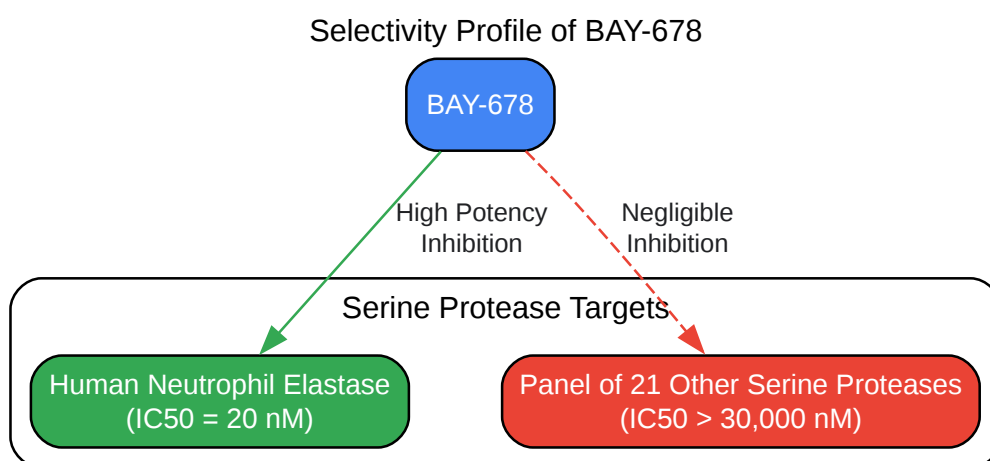 Selectivity Profile of BAY-678
BAY-678
High Potency
Inhibition
Negligible
Inhibition
Serine Protease Targets
Human Neutrophil Elastase
(IC50 = 20 nM)
Panel of 21 Other Serine Proteases
(IC50 > 30,000 nM)